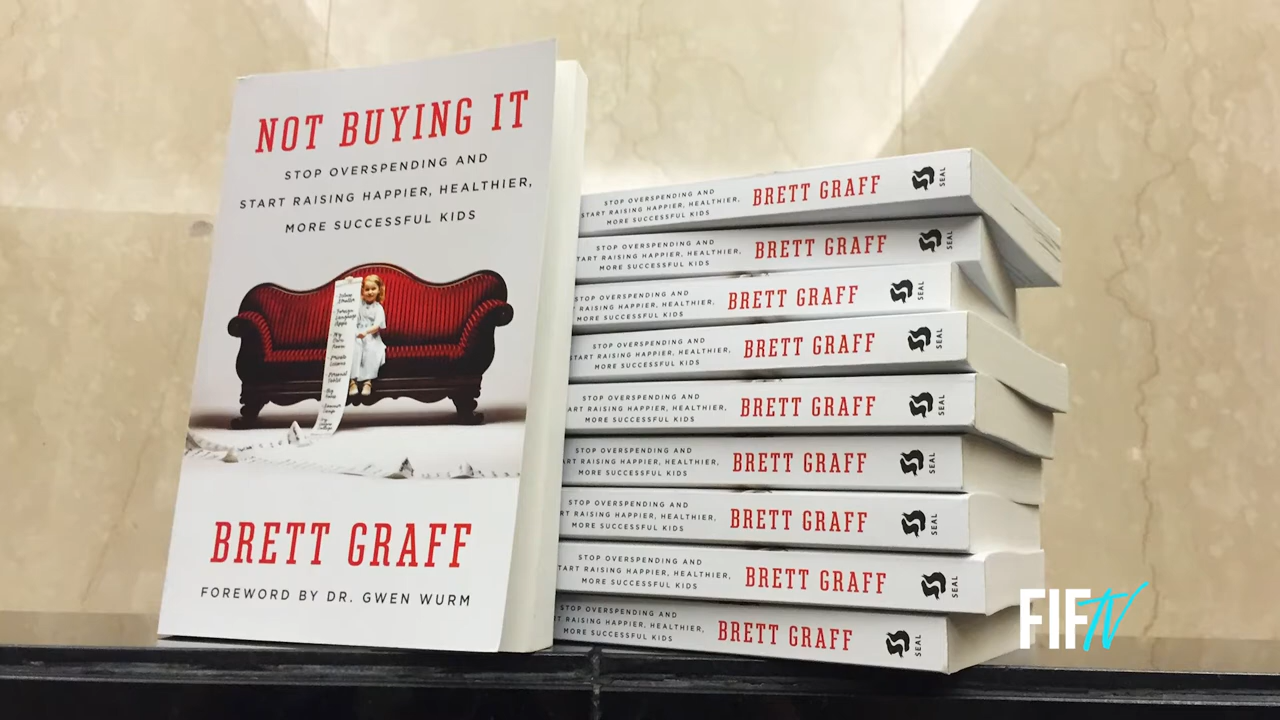 NOT BUYING IT
STOP OVERSPENDING AND
START RAISING HAPPIER, HEALTHIER,
MORE SUCCESSFUL KIDS
BRETT GRAFF
FOREWORD BY DR. GWEN WURM
STOP OVERSPENDING AND
START RAISING HAPPIER, HEALTHIER,
MORE SUCCESSFUL KIDS
BRETT GRAFF
SEAL
STOP OVERSPENDING AND
TART RAISING HAPPIER, HEALTHIER,
MORE SUCCESSFUL KIDS
BRETT GRAFF
SEAL
STOP OVERSPENDING AND
START RAISING HAPPIER, HEALTHIER,
MORE SUCCESSFUL KIDS
BRETT GRAFF
SEAL
STOP OVERSPENDING AND
START RAISING HAPPIER, HEALTHIER,
MORE SUCCESSFUL KIDS
BRETT GRAFF
SEAL
STOP OVERSPENDING AND
ART RAISING HAPPIER, HEALTHIER,
MORE SUCCESSFUL KIDS
BRETT GRAFF
SEAL
STOP OVERSPENDING AND
ART RAISING HAPPIER, HEALTHIER,
MORE SUCCESSFUL KIDS
BRETT GRAFF
SEAL
STOP OVERSPENDING AND
RT RAISING HAPPIER, HEALTHIER,
MORE SUCCESSFUL KIDS
BRETT GRAFF
SEAL
STOP OVERSPENDING AND
TART RAISING HAPPIER, HEALTHIER,
MORE SUCCESSFUL KIDS
BRETT GRAFF
SEAL
STOP OVERSPENDING AND
T RAISING HAPPIER, HEALTHIER,
MORE SUCCESSFUL KIDS
BRETT GRAFF
SEAL
FIFTV